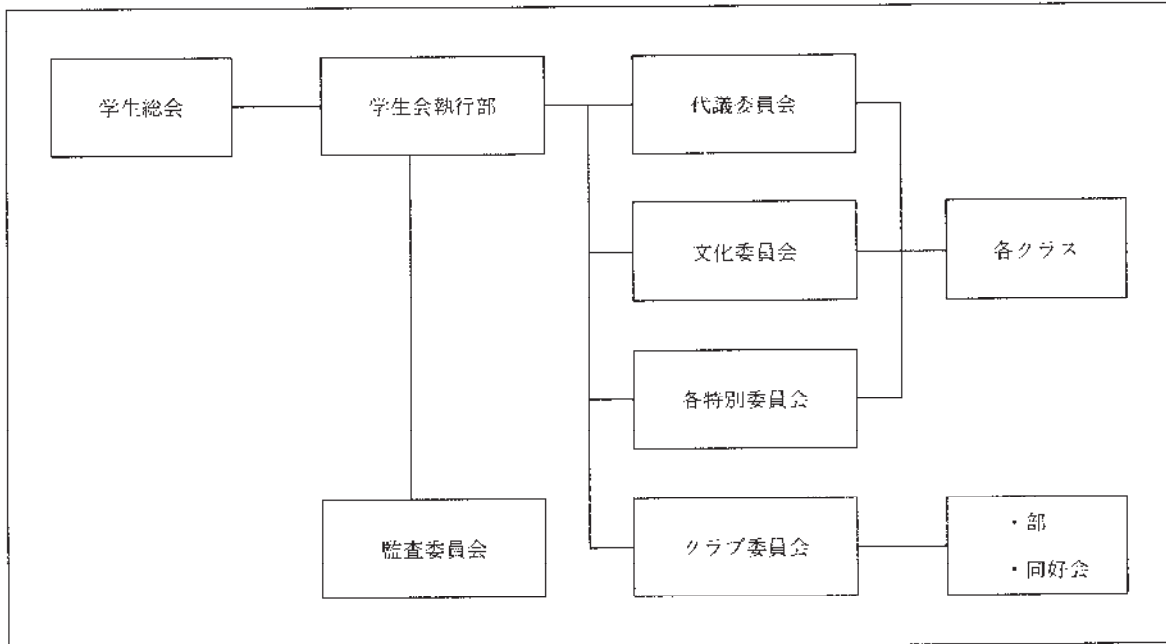 学生総会
学生会執行部
代議委員会
文化委員会
各クラス
各特別委員会
監査委員会
クラブ委員会
・部
・同好会